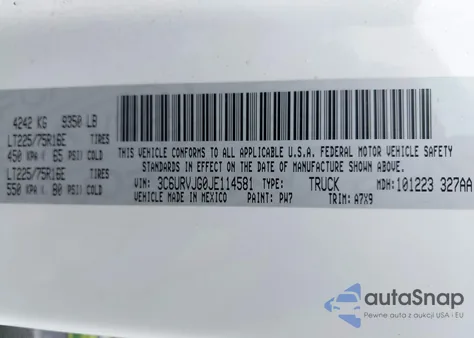 4242 KG 9350 LB
LT225/75R16E TIRES
450 KPA ( 65 PSI) COLD
LT225/75R16E TIRES
550 KPA ( 80 PSI) COLD
THIS VEHICLE CONFORMS TO ALL APPLICABLE U.S.A. FEDERAL MOTOR VEHICLE SAFETY
STANDARDS IN EFFECT ON THE DATE OF MANUFACTURE SHOWN ABOVE.
VIN: 3C6URVJG0JE114581 TYPE: TRUCK MDH: 101223 327AA
VEHICLE MADE IN MEXICO PAINT: PW7 TRIM: A7X9
autoSnap
Pewne auta z aukcji USA i EU